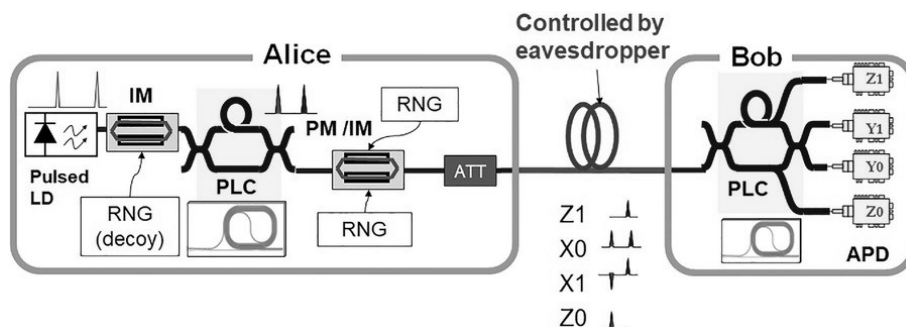 Controlled by
eavesdropper
Alice
Bob
IM
RNG
PM /IM
Pulsed
LD
RNG
(decoy)
PLC
RNG
ATT
PLC
Z1
Y1
Y0
Z0
APD
Z1
X0
X1
Z0